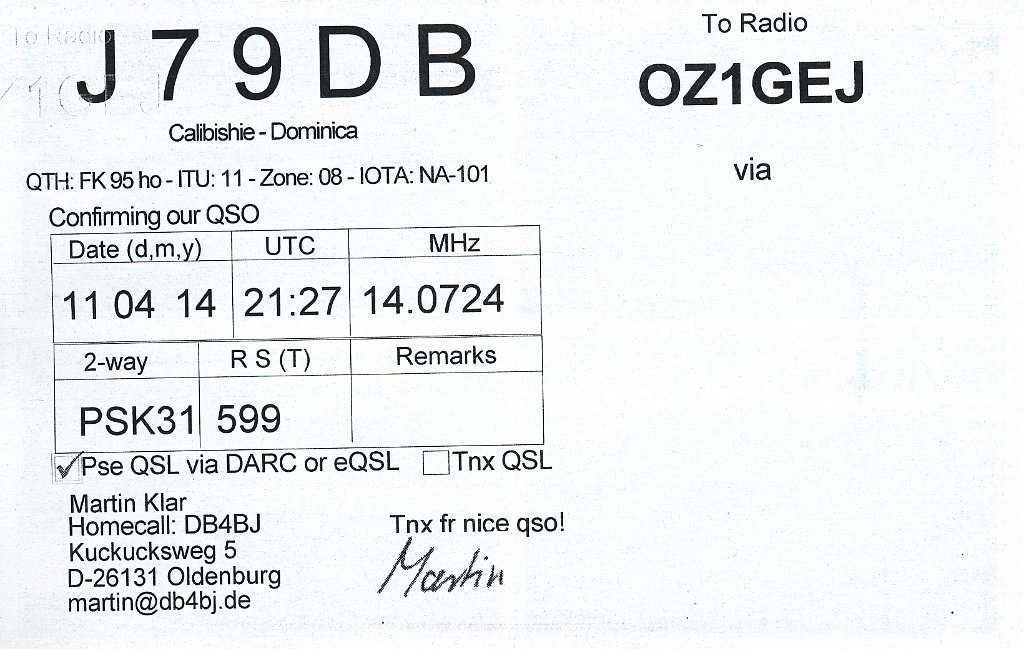 To Radio
J79DB
Calibishie - Dominica
QTH: FK 95 ho - ITU: 11 - Zone: 08 - IOTA: NA-101
Confirming our QSO
Date (d,m,y) UTC MHz
11 04 14 21:27 14.0724
2-way R S (T) Remarks
PSK31 599
Pse QSL via DARC or eQSL Tnx QSL
Martin Klar
Homecall: DB4BJ
Kuckucksweg 5
D-26131 Oldenburg
martin@db4bj.de
Tnx fr nice qso!
Martin
To Radio
OZ1GEJ
via